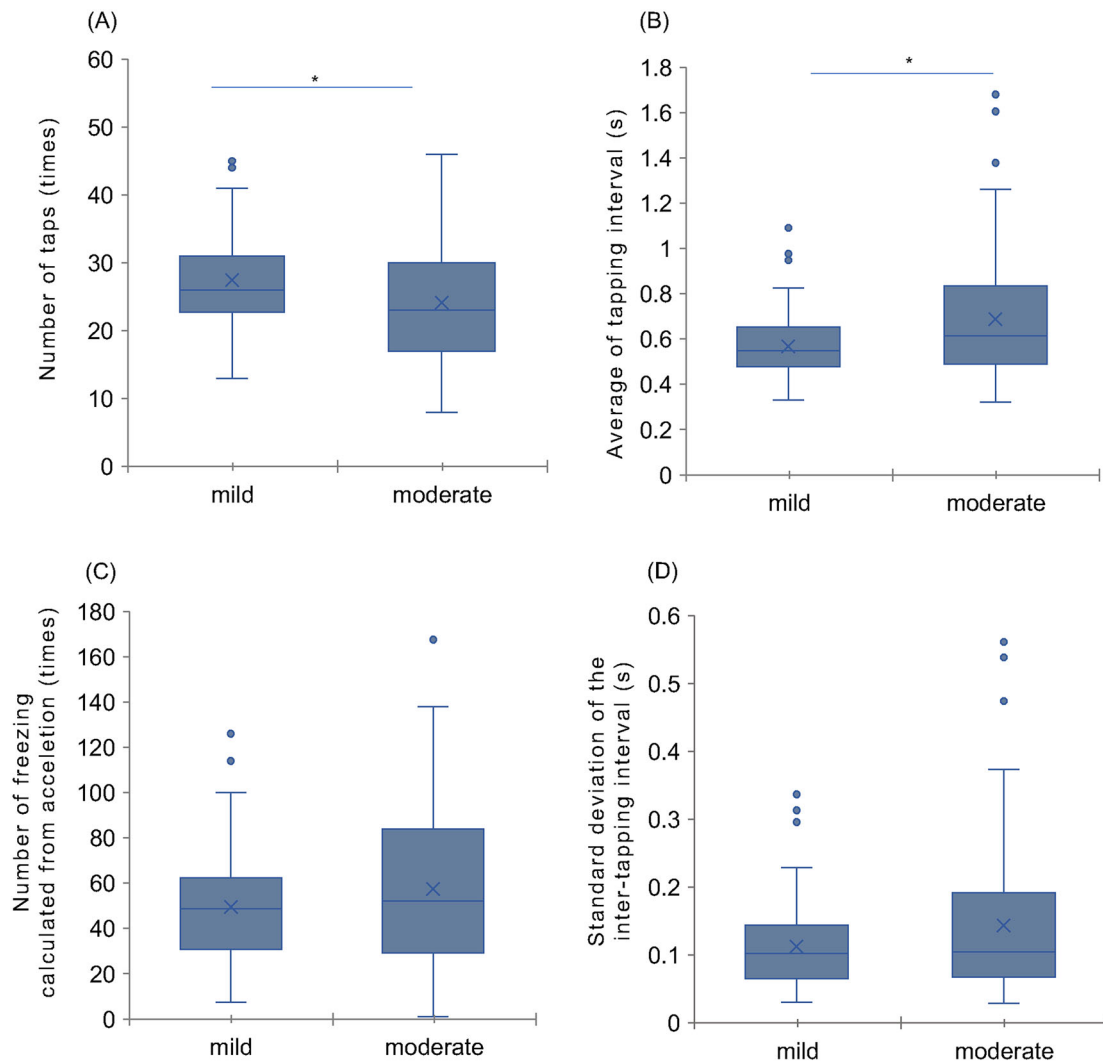 (A)
Number of taps (times)
60
50
40
30
20
10
0
*
mild
moderate
(B)
Average of tapping interval (s)
1.8
1.6
1.4
1.2
1
0.8
0.6
0.4
0.2
0
*
mild
moderate
(C)
Number of freezing
calculated from acceletion (times)
180
160
140
120
100
80
60
40
20
0
mild
moderate
(D)
Standard deviation of the
inter-tapping interval (s)
0.6
0.5
0.4
0.3
0.2
0.1
0
mild
moderate